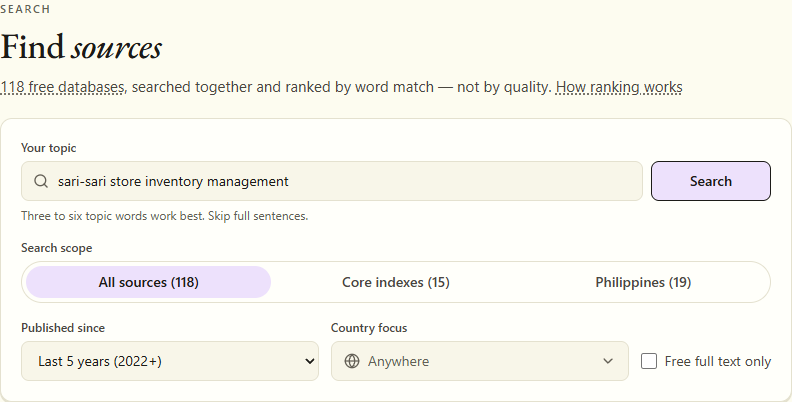 SEARCH
Find sources
118 free databases, searched together and ranked by word match — not by quality. How ranking works
Your topic
sari-sari store inventory management
Search
Three to six topic words work best. Skip full sentences.
Search scope
All sources (118)
Core indexes (15)
Philippines (19)
Published since
Country focus
Last 5 years (2022+)
Anywhere
Free full text only